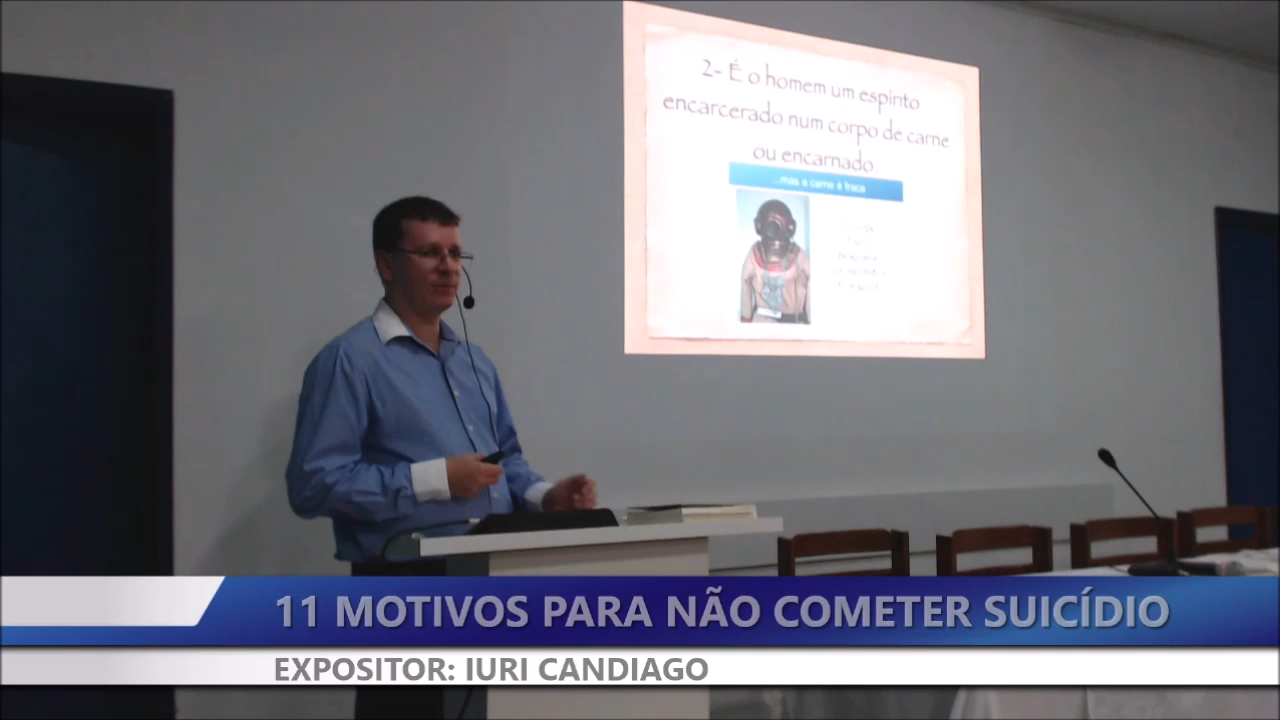 2- É o homem um espirito
encarcerado num corpo de carne
ou encarnado.
...mas a carne é fraca
11 MOTIVOS PARA NÃO COMETER SUICÍDIO
EXPOSITOR: IURI CANDIAGO